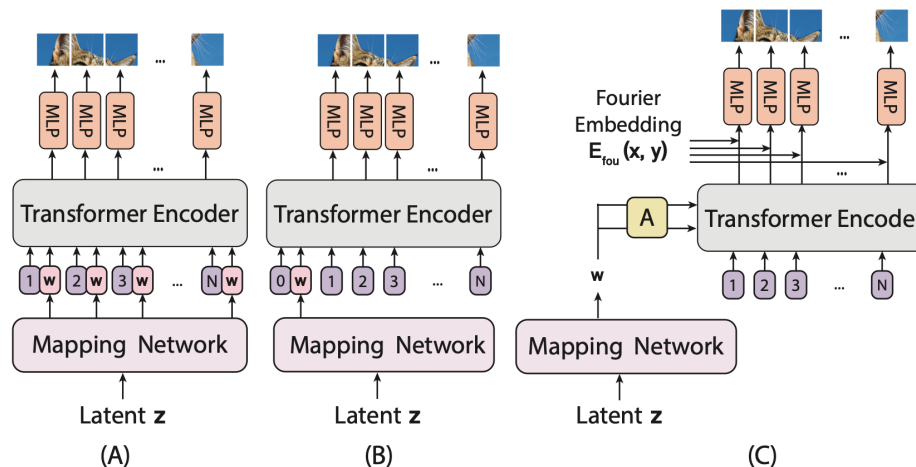 ... ... ...
MLP MLP MLP MLP
MLP MLP MLP MLP
MLP MLP MLP MLP
Fourier
Embedding
E_fou (x, y)
... ... ...
Transformer Encoder
Transformer Encoder
Transformer Encode
A
1 w 2 w 3 w ... N w
0 w 1 2 3 ... N
1 2 3 ... N
w
Mapping Network
Mapping Network
Mapping Network
Latent z
Latent z
Latent z
(A)
(B)
(C)